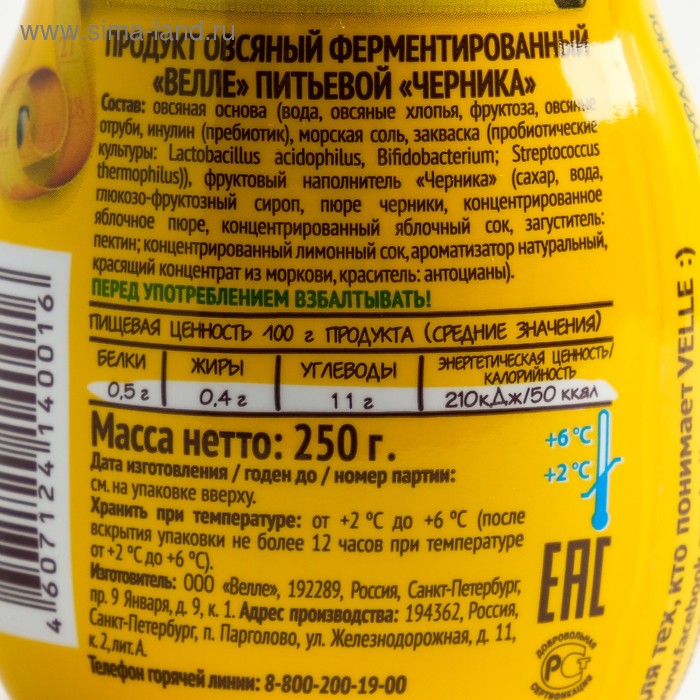 www.sima-land.ru
ПРОДУКТ ОВСЯНЫЙ ФЕРМЕНТИРОВАННЫЙ
«ВЕЛЛЕ» ПИТЬЕВОЙ «ЧЕРНИКА»
Состав: овсяная основа (вода, овсяные хлопья, фруктоза, овсяные
отруби, инулин (пребиотик), морская соль, закваска (пробиотические
культуры: Lactobacillus acidophilus, Bifidobacterium; Streptococcus
thermophilus)), фруктовый наполнитель «Черника» (сахар, вода,
глюкозо-фруктозный сироп, пюре черники, концентрированное
яблочное пюре, концентрированный яблочный сок, загуститель:
пектин; концентрированный лимонный сок, ароматизатор натуральный,
красящий концентрат из моркови, краситель: антоцианы).
ПЕРЕД УПОТРЕБЛЕНИЕМ ВЗБАЛТЫВАТЬ!
ПИЩЕВАЯ ЦЕННОСТЬ 100 г ПРОДУКТА (СРЕДНИЕ ЗНАЧЕНИЯ)
БЕЛКИ ЖИРЫ УГЛЕВОДЫ ЭНЕРГЕТИЧЕСКАЯ ЦЕННОСТЬ/
КАЛОРИЙНОСТЬ
0,5 г 0,4 г 11 г 210кДж/50 ккал
Масса нетто: 250 г.
+6 °C
+2 °C
Дата изготовления / годен до / номер партии:
см. на упаковке вверху.
Хранить при температуре: от +2 °C до +6 °C (после
вскрытия упаковки не более 12 часов при температуре
от +2 °C до +6 °C).
Изготовитель: ООО «Велле», 192289, Россия, Санкт-Петербург,
пр. 9 Января, д. 9, к. 1. Адрес производства: 194362, Россия,
Санкт-Петербург, п. Парголово, ул. Железнодорожная, д. 11,
к. 2, лит. А.
Телефон горячей линии: 8-800-200-19-00
EAC
ДОБРОВОЛЬНАЯ
РСТ
СЕРТИФИКАЦИЯ
4607124140016
для тех, кто понимает VELLE :)
www.facebook